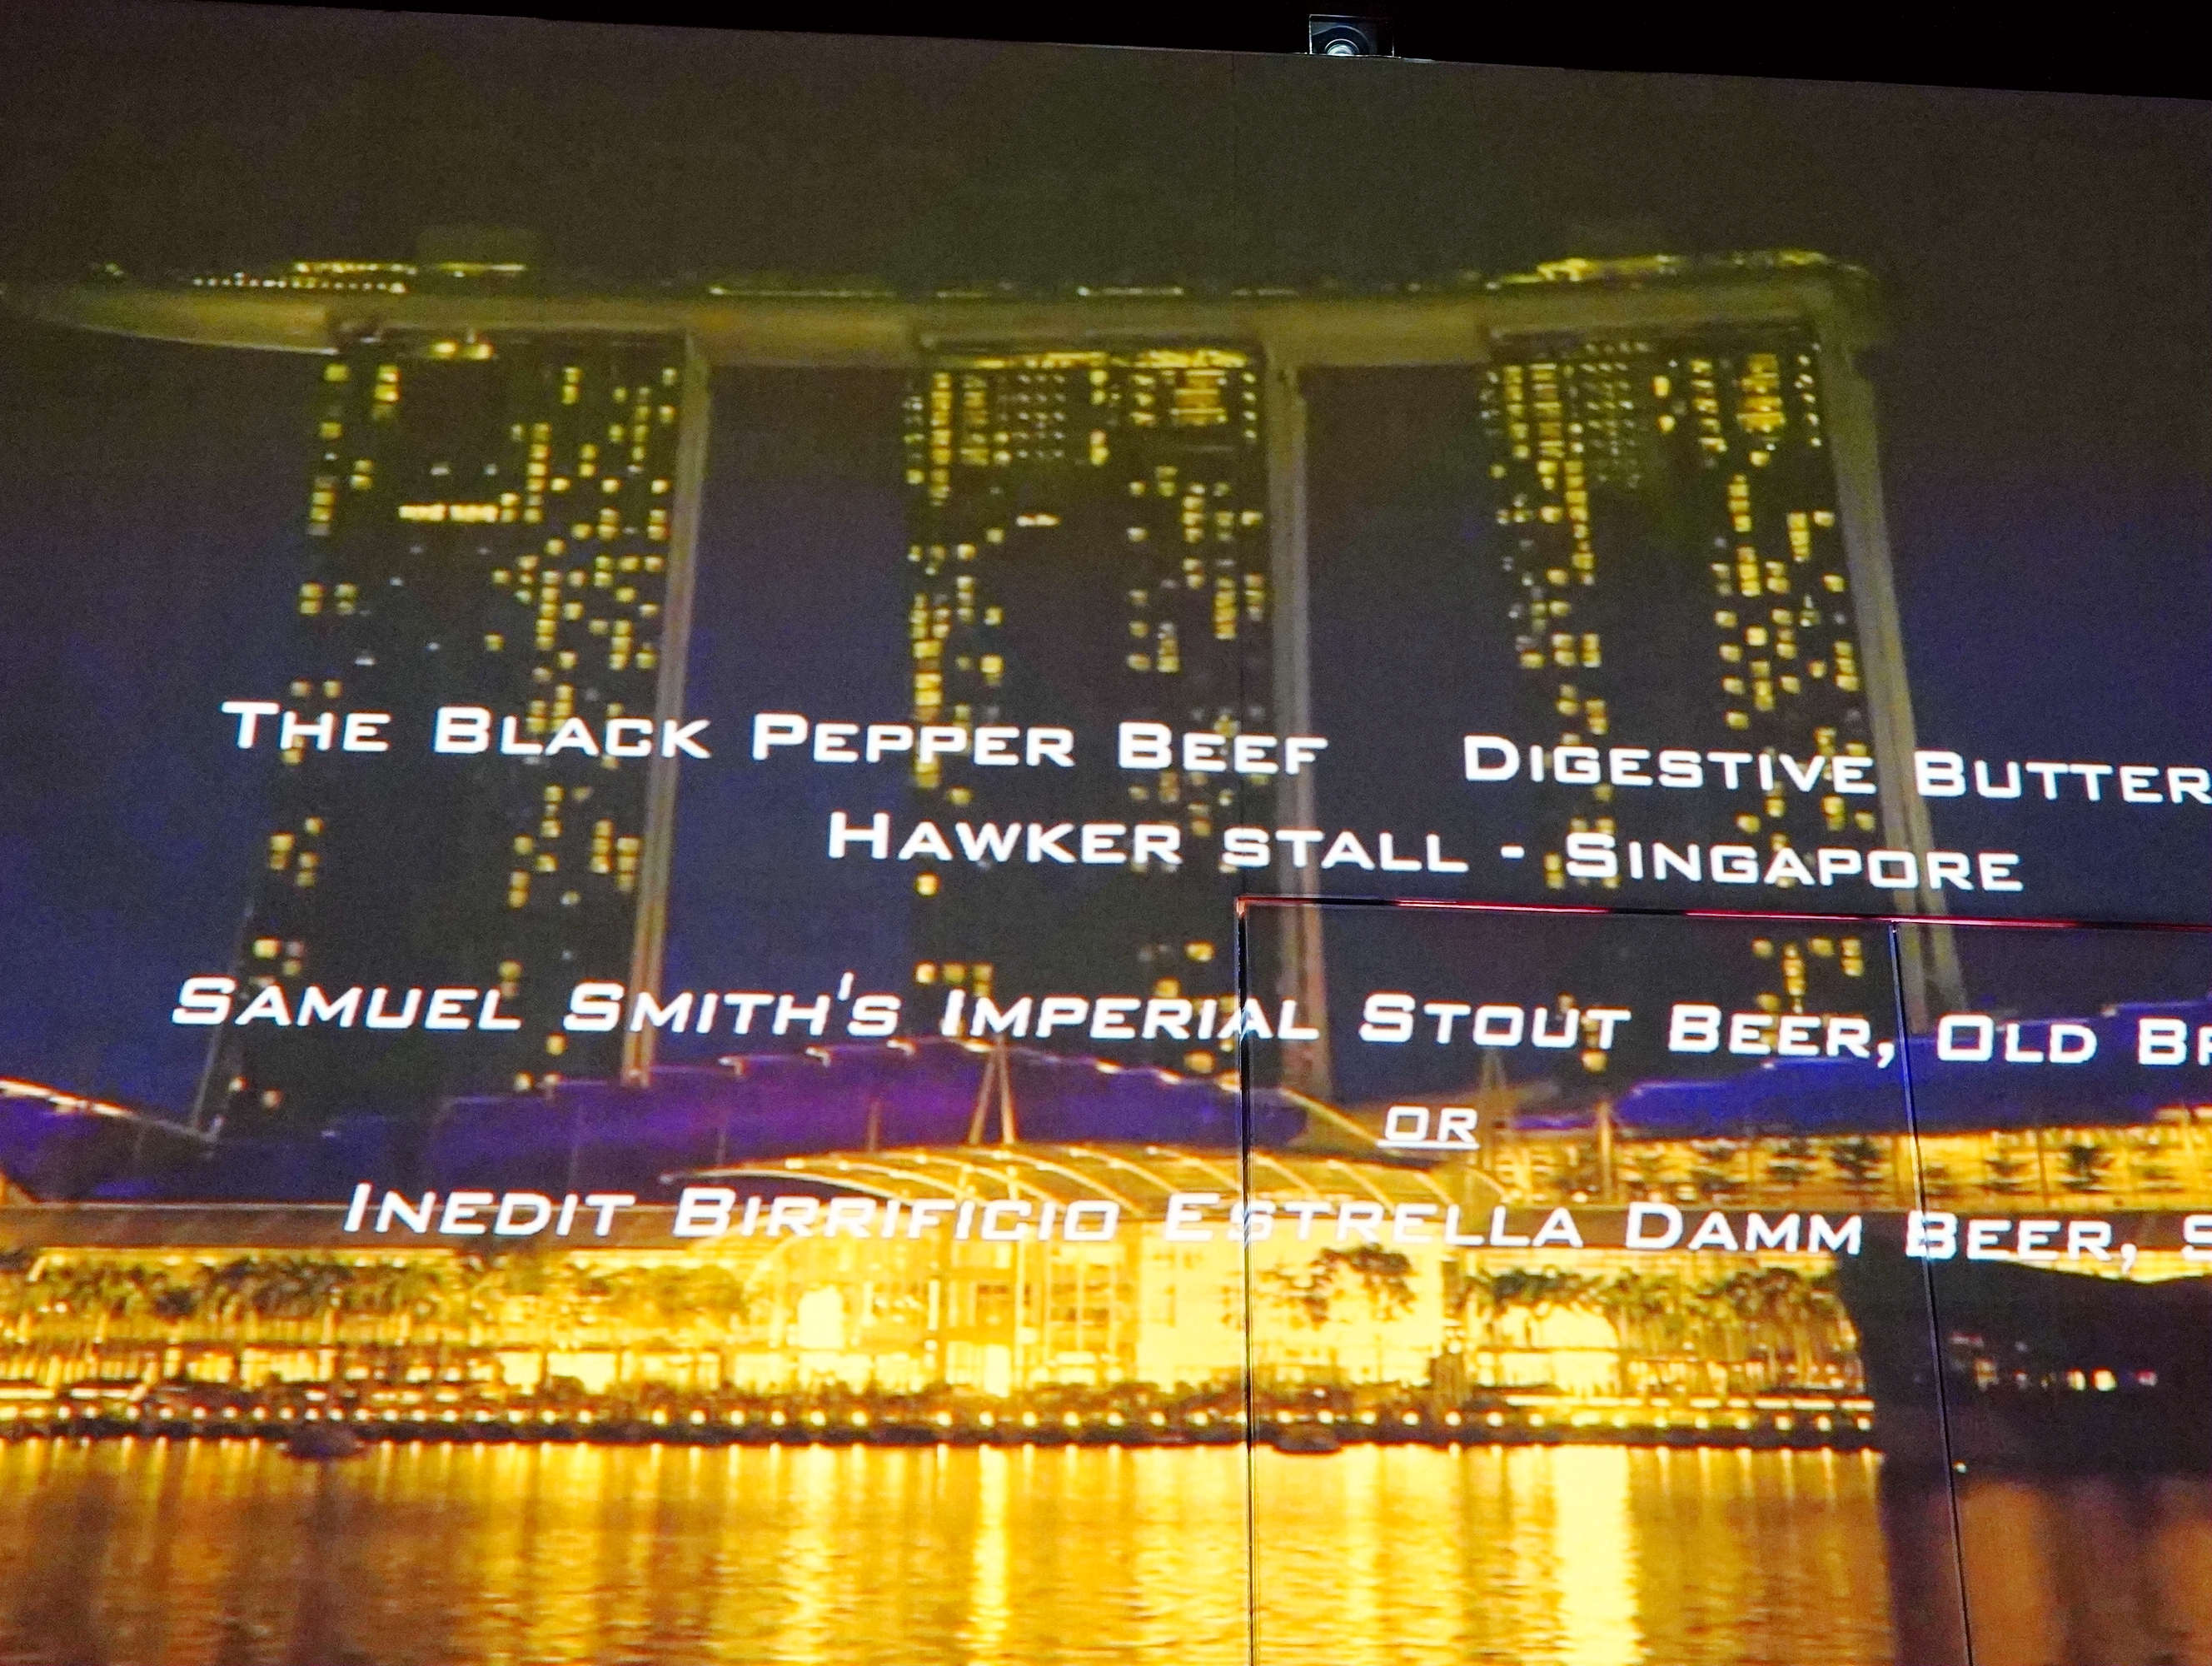 The Black Pepper Beef Digestive Butter
Hawker stall - Singapore
Samuel Smith's Imperial Stout Beer, Old
or
Inedit Birrificio Estrella Damm Beer,